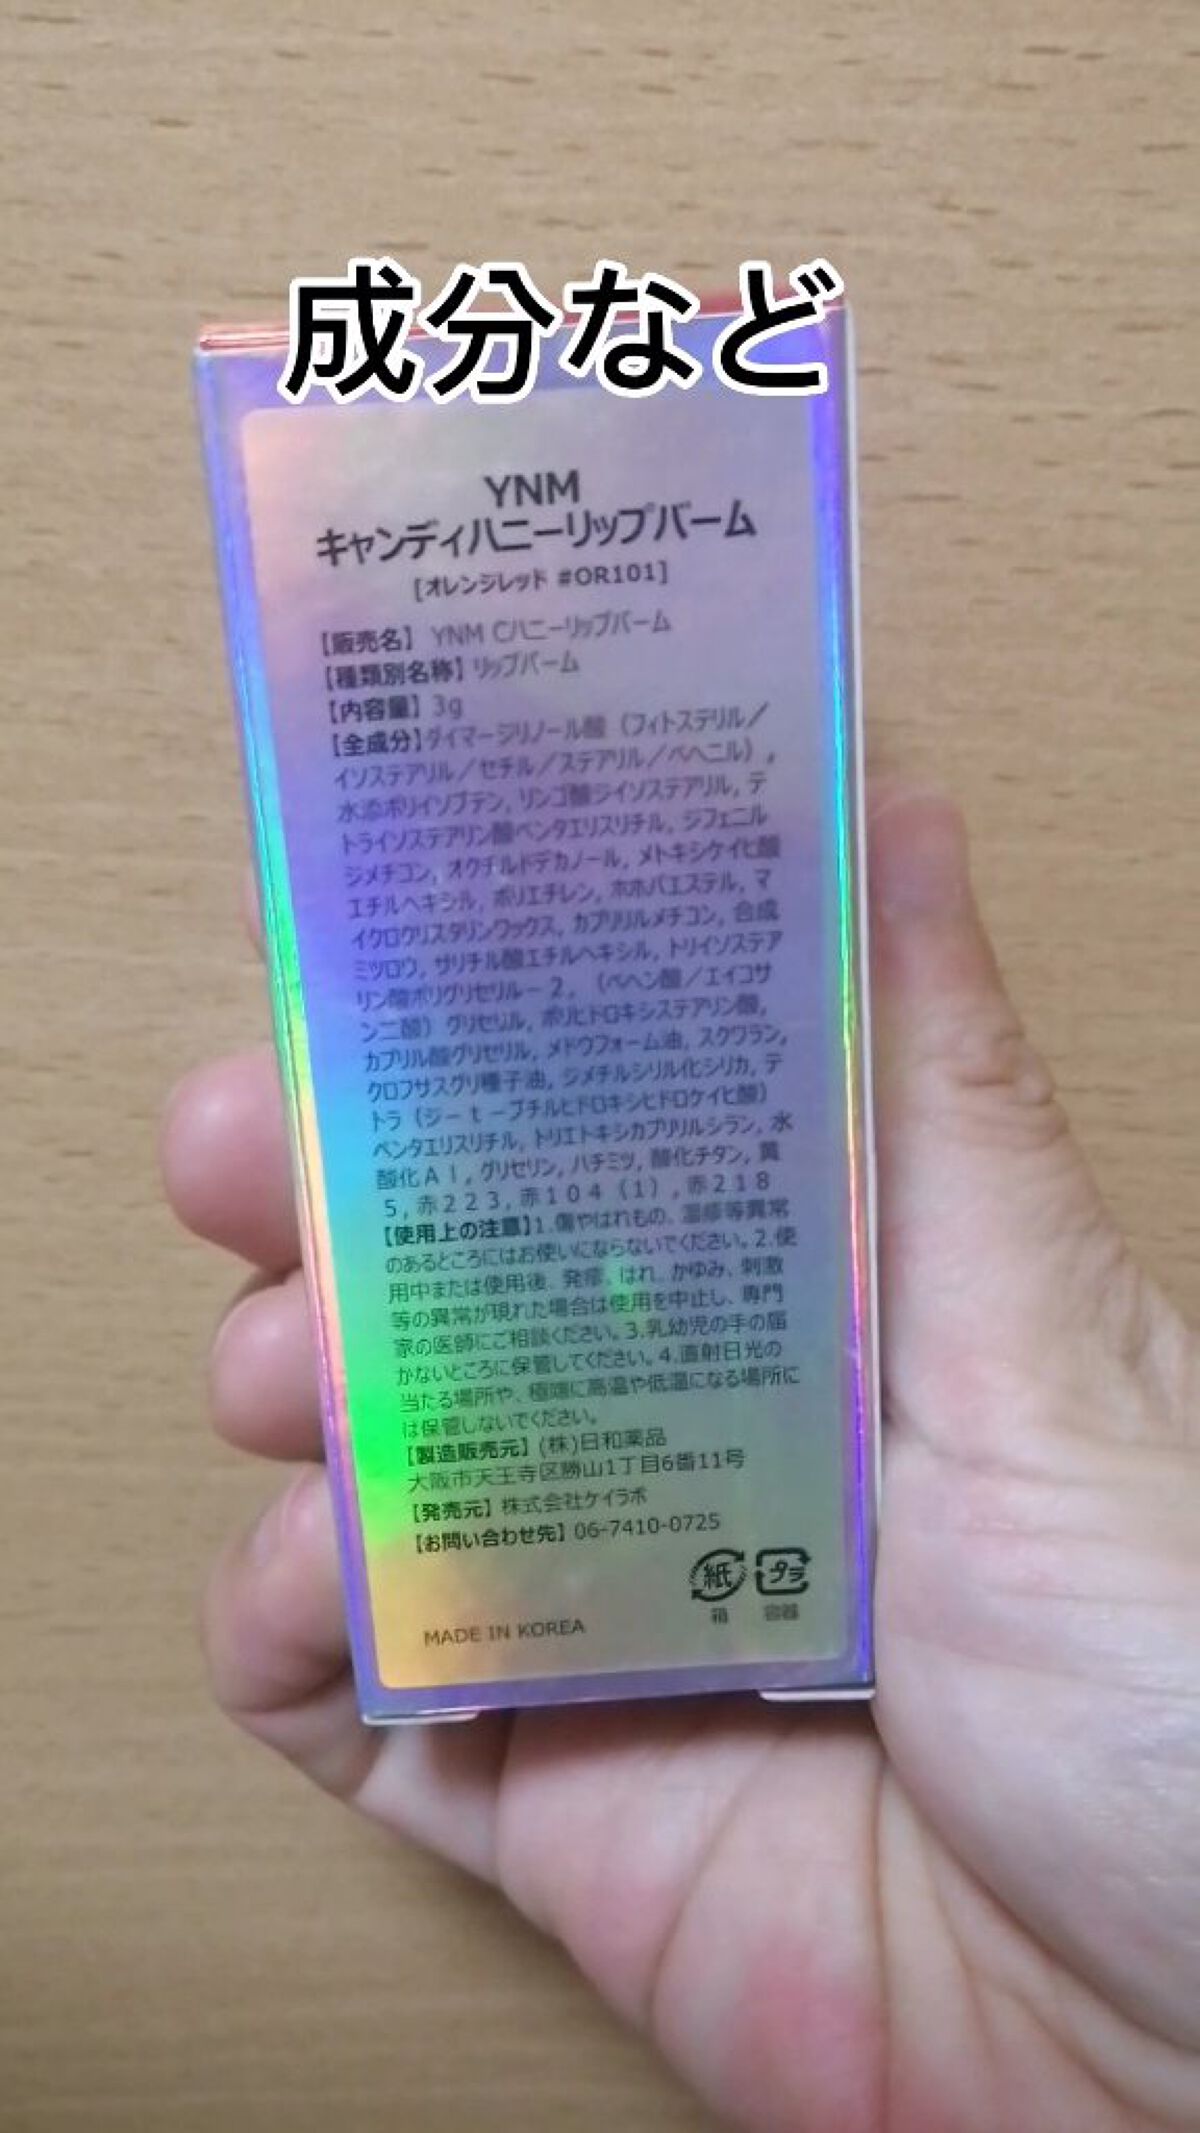 成分など
YNM
キャンディハニーリップバーム
[オレンジレッド #OR101]
【販売名】 YNM Cハニーリップバーム
【種類別名称】リップバーム
【内容量】3g
【全成分】ダイマージリノール酸（フィトステリル／
イソステアリル／セチル／ステアリル／ベヘニル）,
水添ポリイソブテン, リンゴ酸ジイソステアリル, テ
トライソステアリン酸ペンタエリスリチル, ジフェニル
ジメチコン, オクチルドデカノール, メトキシケイヒ酸
エチルヘキシル, ポリエチレン, ホホバエステル, マ
イクロクリスタリンワックス, カプリリルメチコン, 合成
ミツロウ, サリチル酸エチルヘキシル, トリイソステア
リン酸ポリグリセリル－２, （ベヘン酸／エイコサ
ン二酸）グリセリル, ポリヒドロキシステアリン酸,
カプリル酸グリセリル, メドウフォーム油, スクワラン,
クロフサスグリ種子油, ジメチルシリル化シリカ, テ
トラ（ジ－ｔ－ブチルヒドロキシヒドロケイヒ酸）
ペンタエリスリチル, トリエトキシカプリリルシラン, 水
酸化Ａｌ, グリセリン, ハチミツ, 酸化チタン, 黄
５, 赤２２３, 赤１０４（１）, 赤２１８
【使用上の注意】1.傷やはれもの、湿疹等異常
のあるところにはお使いにならないでください。2.使
用中または使用後、発疹、はれ、かゆみ、刺激
等の異常が現れた場合は使用を中止し、専門
家の医師にご相談ください。3.乳幼児の手の届
かないところに保管してください。4.直射日光の
当たる場所や、極端に高温や低温になる場所に
は保管しないでください。
【製造販売元】(株)日和薬品
大阪市天王寺区勝山1丁目6番11号
【発売元】株式会社ケイラボ
【お問い合わせ先】06-7410-0725
紙 プラ
箱 容器
MADE IN KOREA